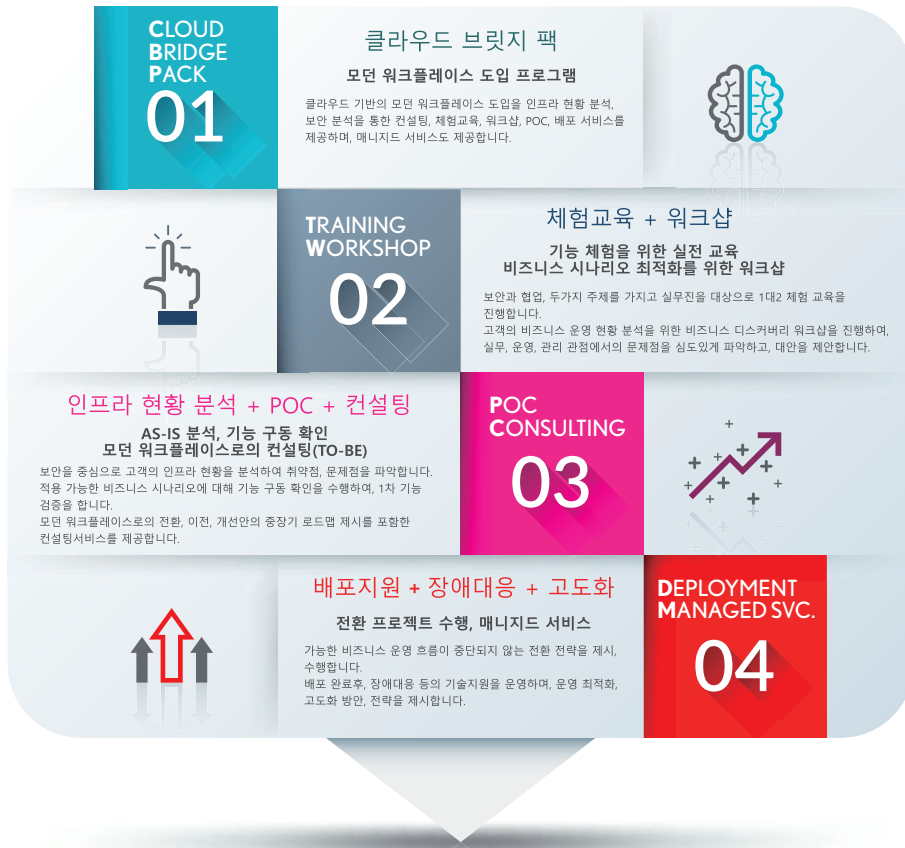 CLOUD
BRIDGE
PACK
01
클라우드 브릿지 팩
모던 워크플레이스 도입 프로그램
클라우드 기반의 모던 워크플레이스 도입을 인프라 현황 분석,
보안 분석을 통한 컨설팅, 체험교육, 워크샵, POC, 배포 서비스를
제공하며, 매니지드 서비스도 제공합니다.
TRAINING
WORKSHOP
02
체험교육 + 워크샵
기능 체험을 위한 실전 교육
비즈니스 시나리오 최적화를 위한 워크샵
보안과 협업, 두가지 주제를 가지고 실무진을 대상으로 1대2 체험 교육을
진행합니다.
고객의 비즈니스 운영 현황 분석을 위한 비즈니스 디스커버리 워크샵을 진행하여,
실무, 운영, 관리 관점에서의 문제점을 심도있게 파악하고, 대안을 제안합니다.
인프라 현황 분석 + POC + 컨설팅
AS-IS 분석, 기능 구동 확인
모던 워크플레이스로의 컨설팅(TO-BE)
보안을 중심으로 고객의 인프라 현황을 분석하여 취약점, 문제점을 파악합니다.
적용 가능한 비즈니스 시나리오에 대해 기능 구동 확인을 수행하여, 1차 기능
검증을 합니다.
모던 워크플레이스로의 전환, 이전, 개선안의 중장기 로드맵 제시를 포함한
컨설팅서비스를 제공합니다.
POC
CONSULTING
03
배포지원 + 장애대응 + 고도화
전환 프로젝트 수행, 매니지드 서비스
가능한 비즈니스 운영 흐름이 중단되지 않는 전환 전략을 제시,
수행합니다.
배포 완료후, 장애대응 등의 기술지원을 운영하며, 운영 최적화,
고도화 방안, 전략을 제시합니다.
DEPLOYMENT
MANAGED SVC.
04